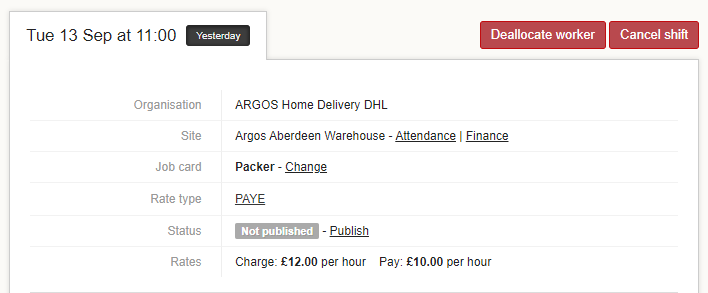 Tue 13 Sep at 11:00 Yesterday Deallocate worker Cancel shift
Organisation ARGOS Home Delivery DHL
Site Argos Aberdeen Warehouse - Attendance | Finance
Job card Packer - Change
Rate type PAYE
Status Not published - Publish
Rates Charge: £12.00 per hour Pay: £10.00 per hour